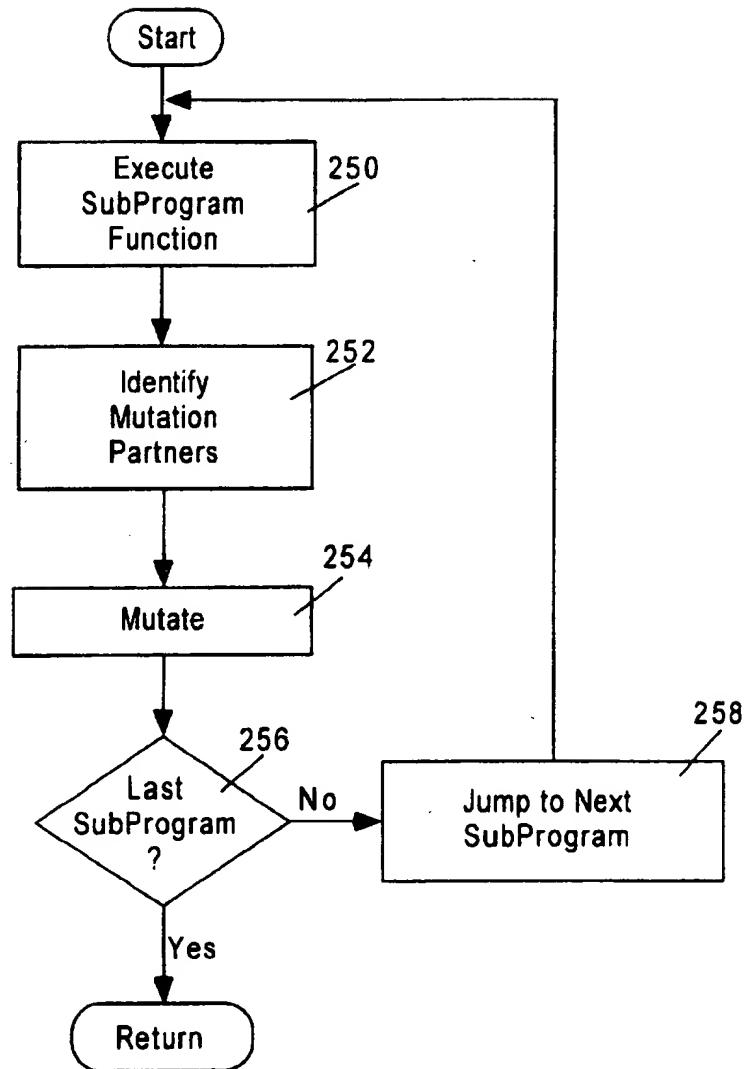 Start
Execute
SubProgram
Function
250
Identify
Mutation
Partners
252
Mutate
254
Last
SubProgram
?
256
No
Jump to Next
SubProgram
258
Yes
Return